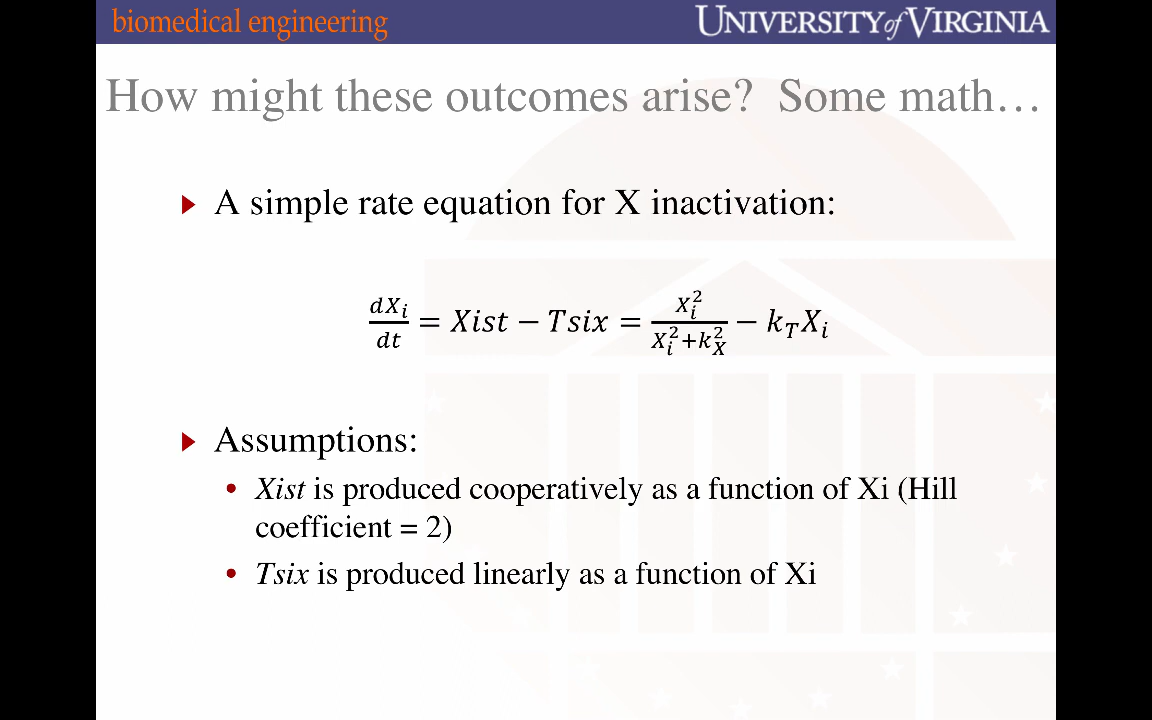 biomedical engineering
UNIVERSITY of VIRGINIA
How might these outcomes arise? Some math…
A simple rate equation for X inactivation:
\frac{dX_i}{dt} = Xist − Tsix = \frac{X_i^2}{X_i^2+k_X^2} − k_T X_i
Assumptions:
• Xist is produced cooperatively as a function of Xi (Hill
coefficient = 2)
• Tsix is produced linearly as a function of Xi